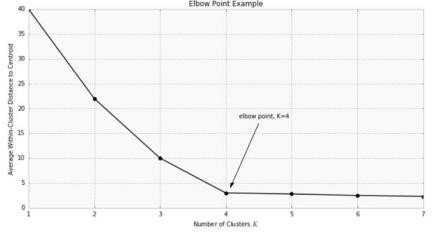 Elbow Point Example
Average Within-Cluster Distance to Centroid
40
35
30
25
20
15
10
5
0
elbow point, K=4
1 2 3 4 5 6 7
Number of Clusters K